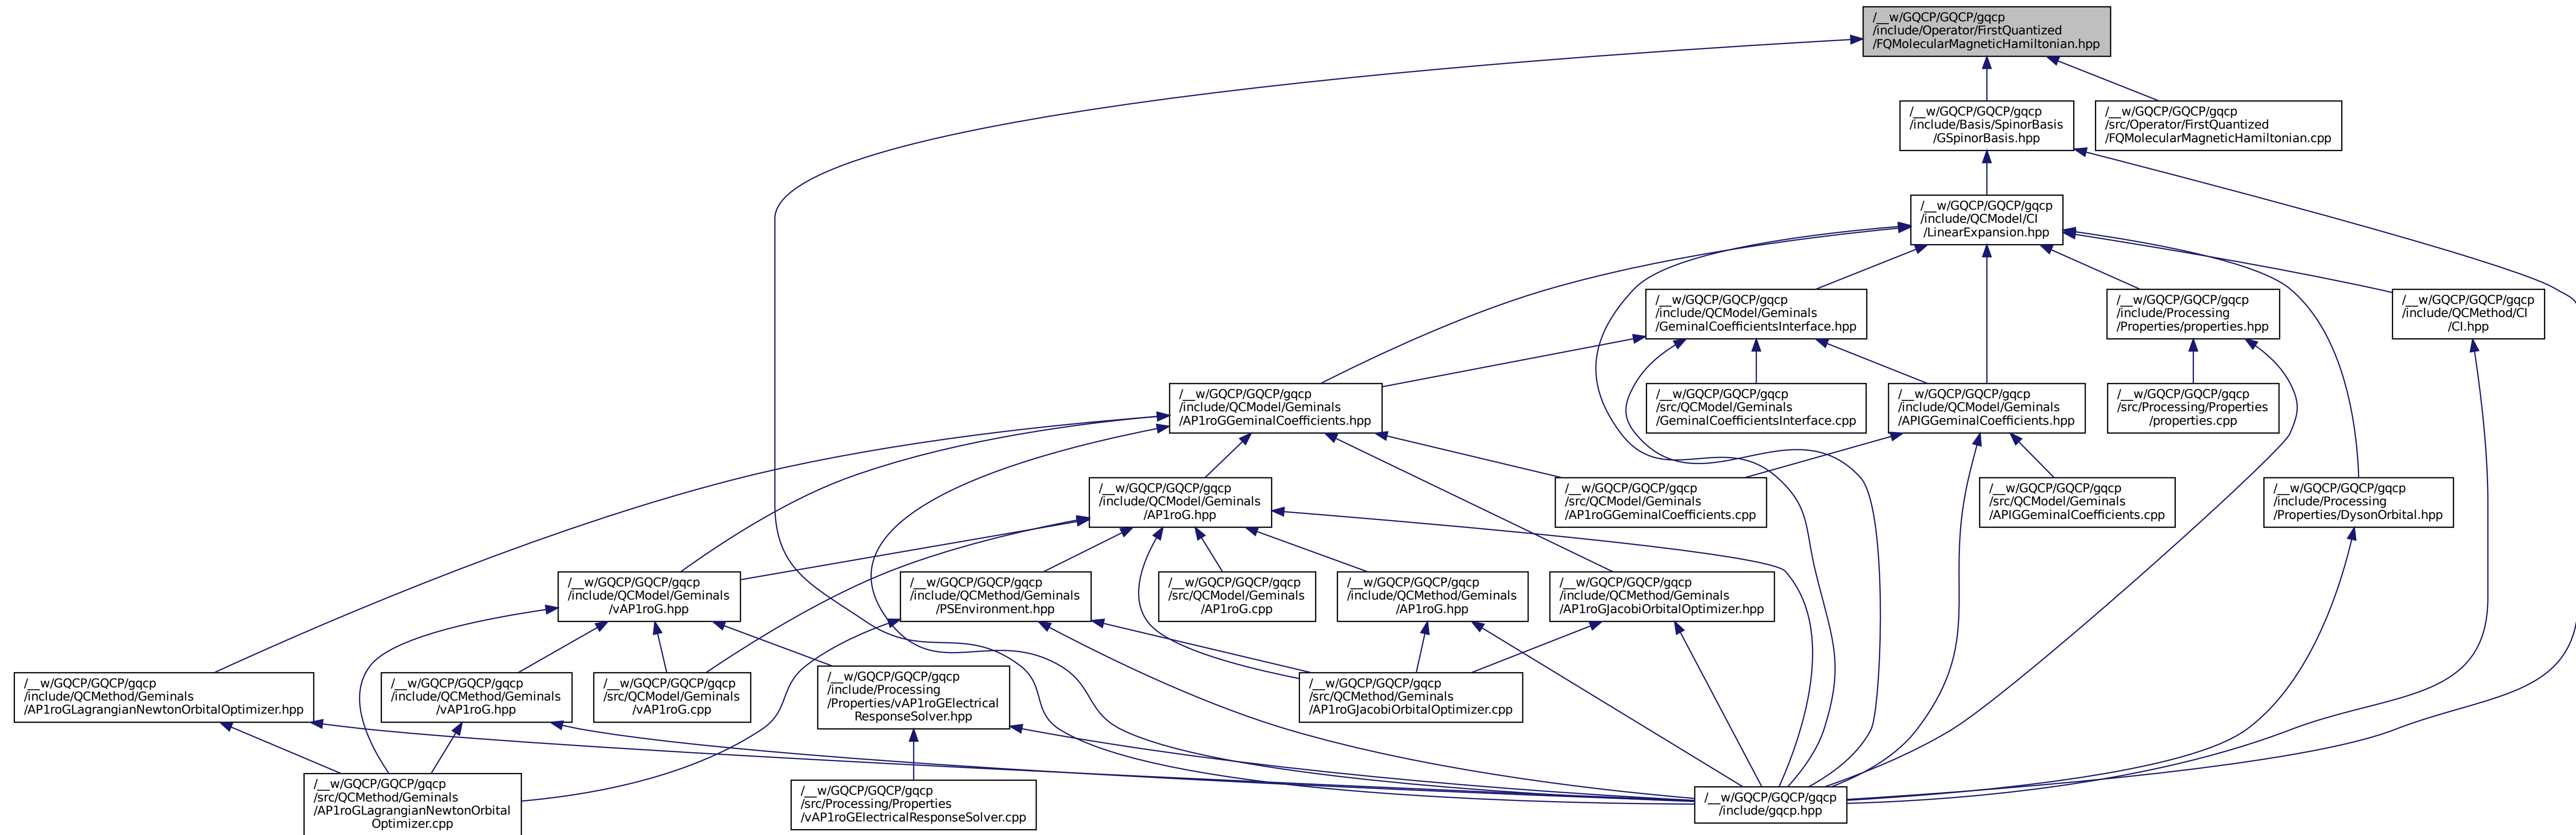 /__w/GQCP/GQCP/gqcp
/include/Operator/FirstQuantized
/FQMolecularMagneticHamiltonian.hpp
/__w/GQCP/GQCP/gqcp
/include/Basis/SpinorBasis
/GSpinorBasis.hpp
/__w/GQCP/GQCP/gqcp
/src/Operator/FirstQuantized
/FQMolecularMagneticHamiltonian.cpp
/__w/GQCP/GQCP/gqcp
/include/QCModel/CI
/LinearExpansion.hpp
/__w/GQCP/GQCP/gqcp
/include/QCModel/Geminals
/GeminalCoefficientsInterface.hpp
/__w/GQCP/GQCP/gqcp
/include/Processing
/Properties/properties.hpp
/__w/GQCP/GQCP/gqcp
/include/QCMethod/CI
/CI.hpp
/__w/GQCP/GQCP/gqcp
/include/QCModel/Geminals
/AP1roGGeminalCoefficients.hpp
/__w/GQCP/GQCP/gqcp
/src/QCModel/Geminals
/GeminalCoefficientsInterface.cpp
/__w/GQCP/GQCP/gqcp
/include/QCModel/Geminals
/APIGGeminalCoefficients.hpp
/__w/GQCP/GQCP/gqcp
/src/Processing/Properties
/properties.cpp
/__w/GQCP/GQCP/gqcp
/include/QCModel/Geminals
/AP1roG.hpp
/__w/GQCP/GQCP/gqcp
/src/QCModel/Geminals
/AP1roGGeminalCoefficients.cpp
/__w/GQCP/GQCP/gqcp
/src/QCModel/Geminals
/APIGGeminalCoefficients.cpp
/__w/GQCP/GQCP/gqcp
/include/Processing
/Properties/DysonOrbital.hpp
/__w/GQCP/GQCP/gqcp
/include/QCModel/Geminals
/vAP1roG.hpp
/__w/GQCP/GQCP/gqcp
/include/QCMethod/Geminals
/PSEnvironment.hpp
/__w/GQCP/GQCP/gqcp
/src/QCModel/Geminals
/AP1roG.cpp
/__w/GQCP/GQCP/gqcp
/include/QCMethod/Geminals
/AP1roG.hpp
/__w/GQCP/GQCP/gqcp
/include/QCMethod/Geminals
/AP1roGJacobiOrbitalOptimizer.hpp
/__w/GQCP/GQCP/gqcp
/include/QCMethod/Geminals
/AP1roGLagrangianNewtonOrbitalOptimizer.hpp
/__w/GQCP/GQCP/gqcp
/include/QCMethod/Geminals
/vAP1roG.hpp
/__w/GQCP/GQCP/gqcp
/src/QCModel/Geminals
/vAP1roG.cpp
/__w/GQCP/GQCP/gqcp
/include/Processing
/Properties/vAP1roGElectrical
ResponseSolver.hpp
/__w/GQCP/GQCP/gqcp
/src/QCMethod/Geminals
/AP1roGJacobiOrbitalOptimizer.cpp
/__w/GQCP/GQCP/gqcp
/src/QCMethod/Geminals
/AP1roGLagrangianNewtonOrbital
Optimizer.cpp
/__w/GQCP/GQCP/gqcp
/src/Processing/Properties
/vAP1roGElectricalResponseSolver.cpp
/__w/GQCP/GQCP/gqcp
/include/gqcp.hpp